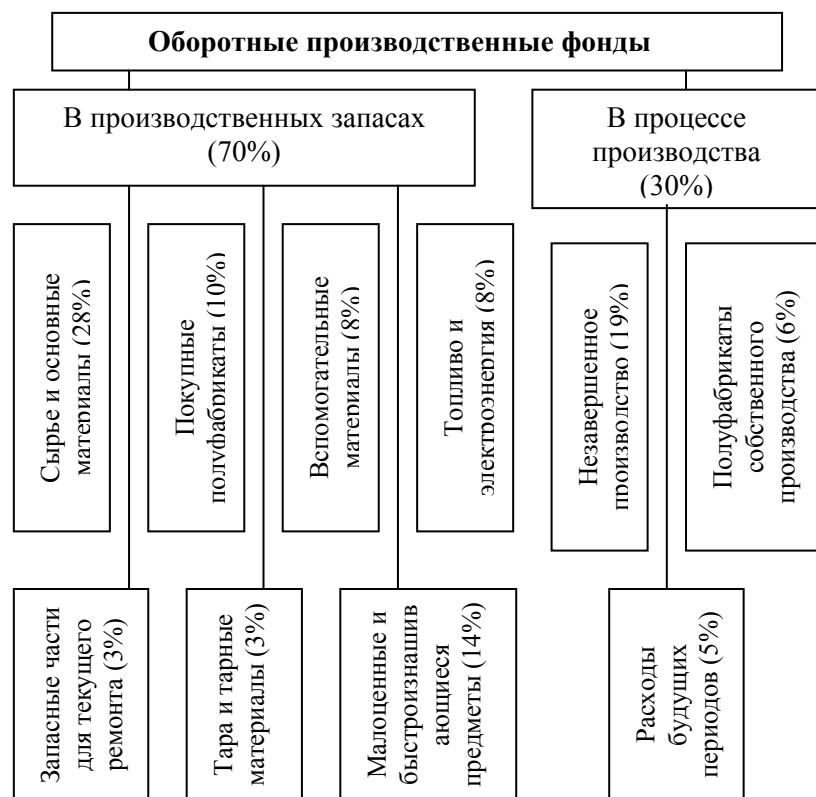 Оборотные производственные фонды
В производственных запасах
(70%)
В процессе
производства
(30%)
Сырье и основные
материалы (28%)
Покупные
полуфабрикаты (10%)
Вспомогательные
материалы (8%)
Топливо и
электроэнергия (8%)
Незавершенное
производство (19%)
Полуфабрикаты
собственного
производства (6%)
Запасные части
для текущего
ремонта (3%)
Тара и тарные
материалы (3%)
Малоценные и
быстроизнашив
ающиеся
предметы (14%)
Расходы
будущих
периодов (5%)